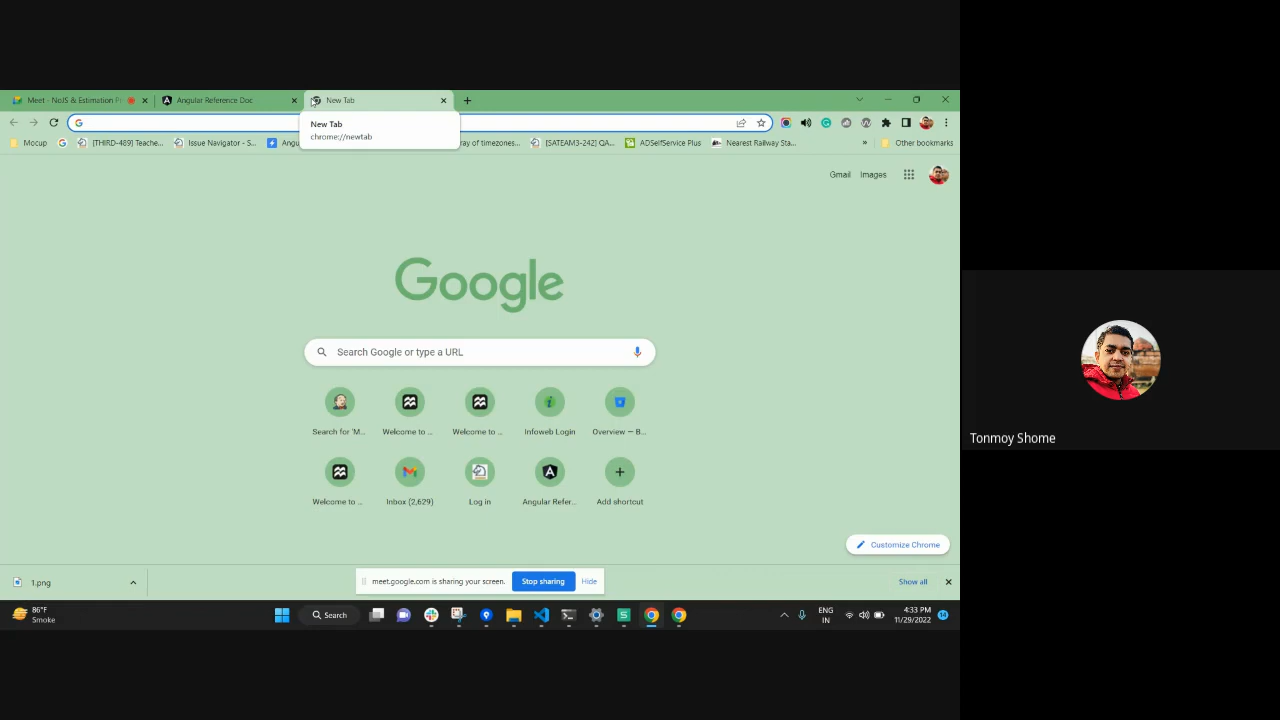 Meet - NoJS & Estimation P
Angular Reference Doc
New Tab
New Tab
chrome://newtab
Mocup
[THIRD-489] Teache...
Issue Navigator - S...
Angu
ray of timezones...
[SATEAM3-242] QA...
ADSelfService Plus
Nearest Railway Sta...
»
Other bookmarks
Gmail
Images
Google
Search Google or type a URL
Search for 'M...
Welcome to ...
Welcome to ...
Infoweb Login
Overview — B...
Welcome to ...
Inbox (2,629)
Log in
Angular Refer...
Add shortcut
Customize Chrome
1.png
meet.google.com is sharing your screen.
Stop sharing
Hide
Show all
86°F
Smoke
Search
ENG
IN
4:33 PM
11/29/2022
Tonmoy Shome